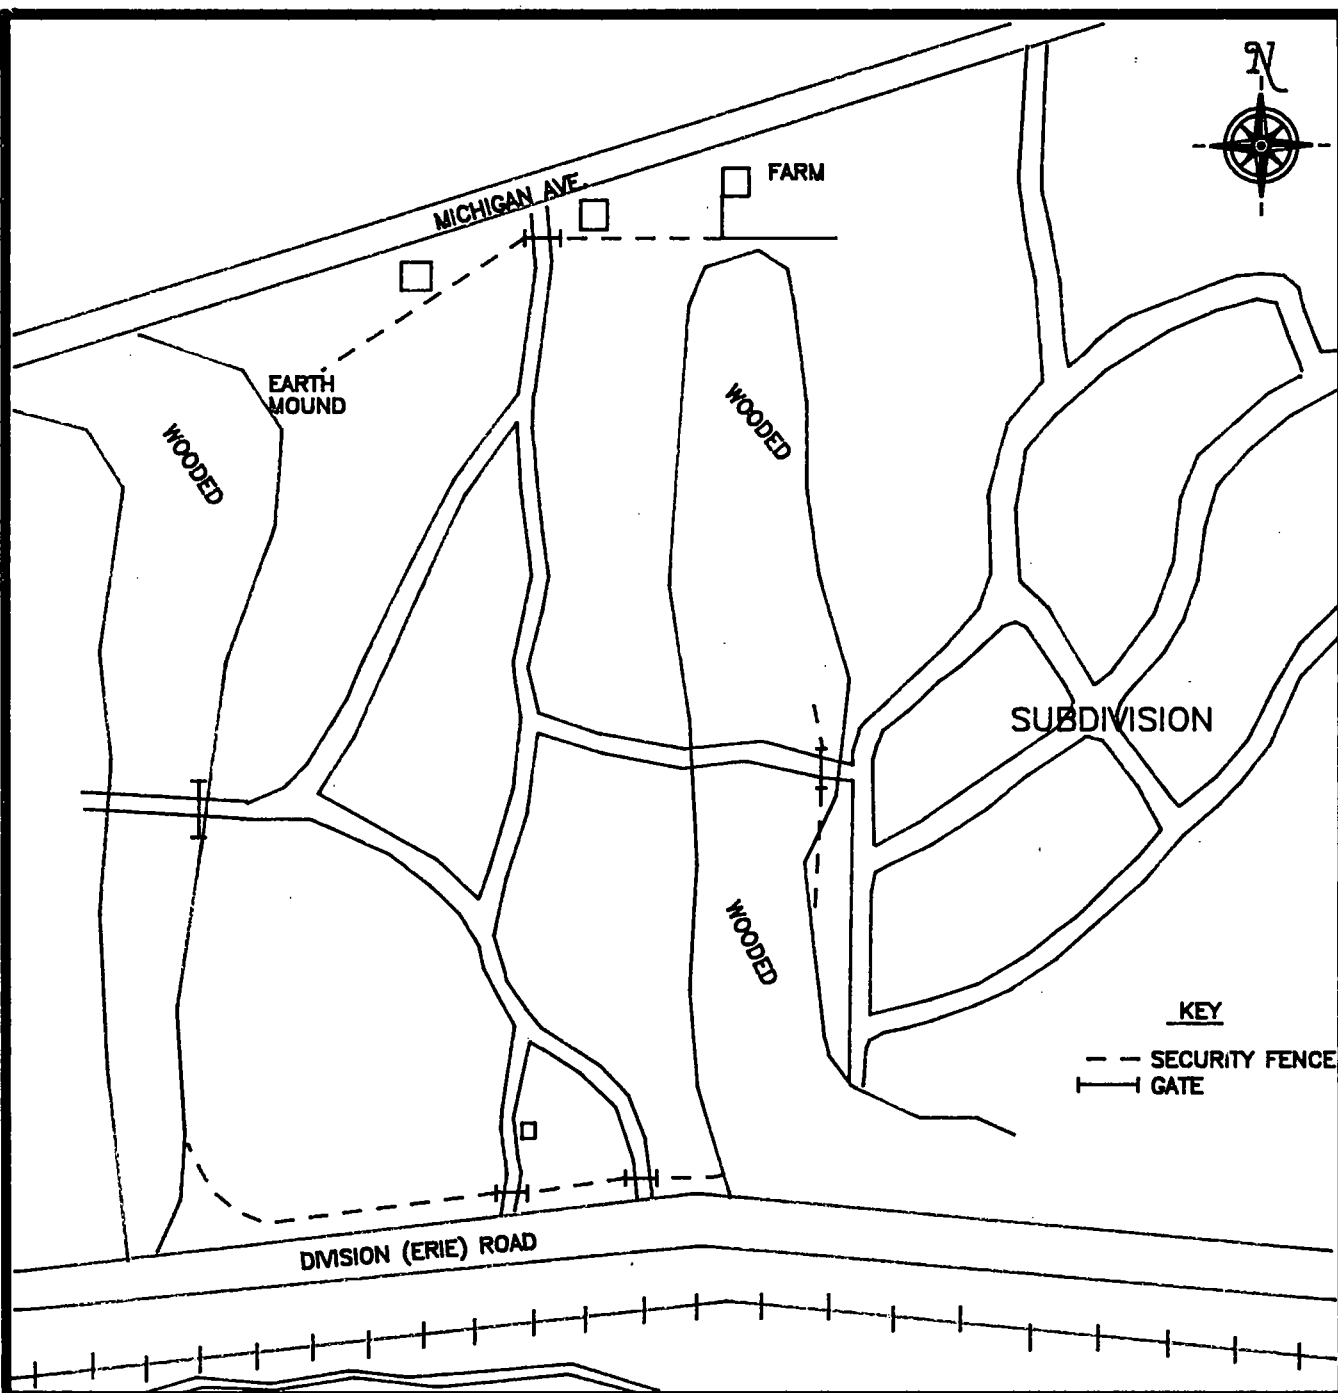 N
FARM
MICHIGAN AVE.
EARTH
MOUND
WOODED
WOODED
SUBDIVISION
WOODED
KEY
SECURITY FENCE
GATE
DIVISION (ERIE) ROAD